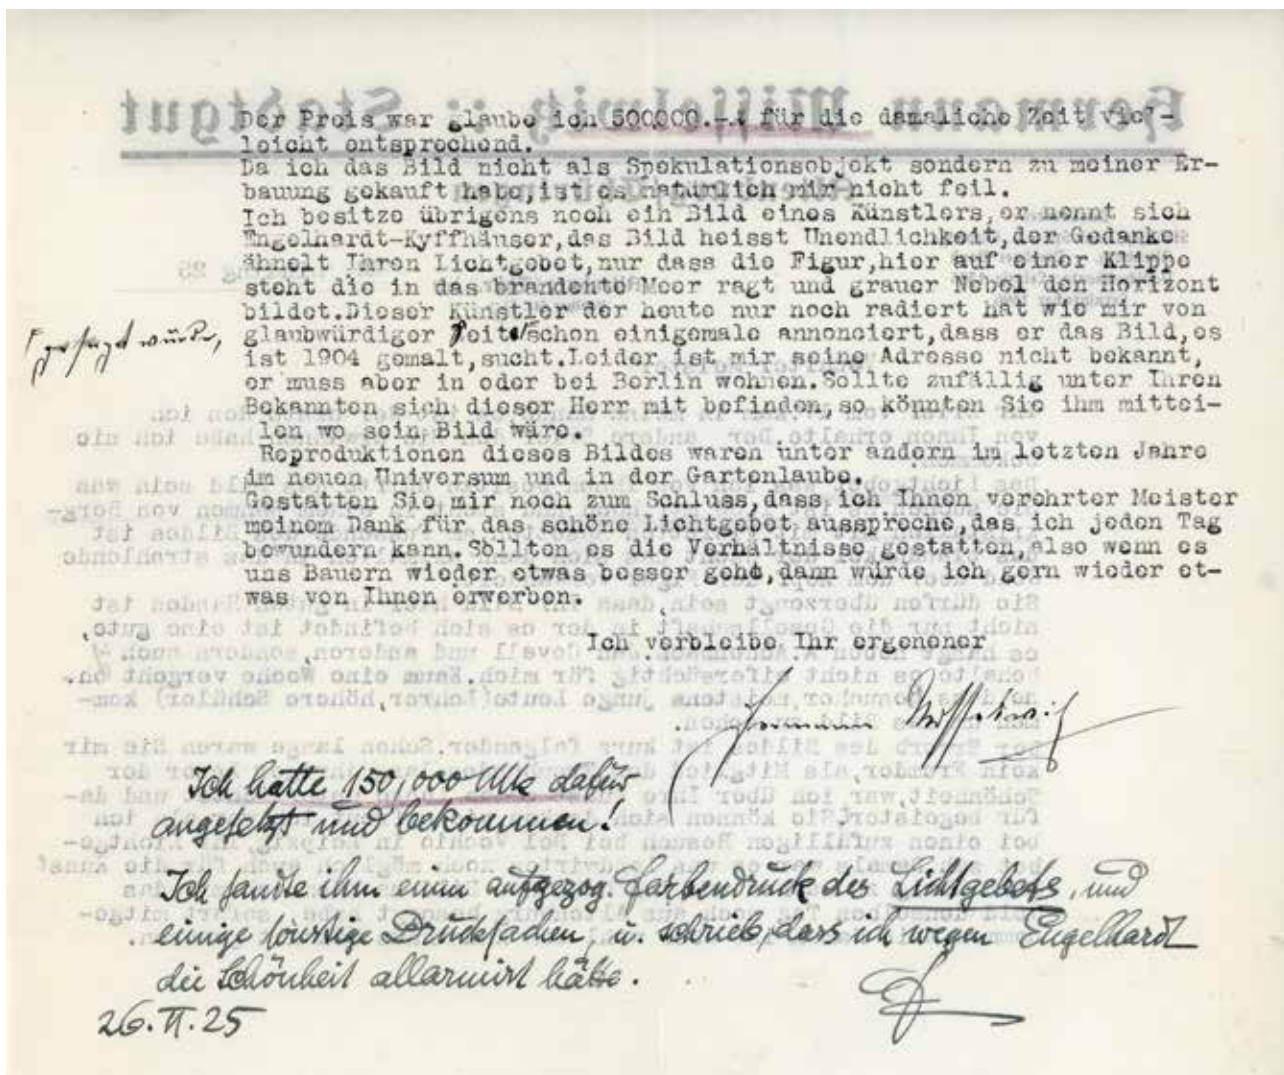 Der Preis war glaube ich 500000.-. für die damaliche Zeit viel-
leicht entsprechend.
Da ich das Bild nicht als Spekulationsobjekt sondern zu meiner Er-
bauung gekauft habe,ist es natürlich mir nicht feil.
Ich besitze übrigens noch ein Bild eines Künstlers,er nennt sich
Engelhardt-Kyffhäuser,das Bild heisst Unendlichkeit,der Gedanke
ähnelt Ihren Lichtgebet,nur dass die Figur,hier auf einer Klippe
steht die in das brandente Meer ragt und grauer Nebel den Horizont
bildet.Dieser Künstler der heute nur noch radiert hat wie mir von
glaubwürdiger Seite schon einigemale annonciert,dass er das Bild,es
gesagt wurde,
ist 1904 gemalt,sucht.Leider ist mir seine Adresse nicht bekannt,
er muss aber in oder bei Berlin wohnen.Sollte zufällig unter Ihren
Bekannten sich dieser Herr mit befinden,so könnten Sie ihm mittei-
len wo sein Bild wäre.
Reproduktionen dieses Bildes waren unter andern im letzten Jahre
im neuen Universum und in der Gartenlaube.
Gestatten Sie mir noch zum Schluss,dass ich Ihnen verehrter Meister
meinem Dank für das schöne Lichtgebet ausspreche,das ich jeden Tag
bewundern kann.Sollten es die Verhältnisse gestatten,also wenn es
uns Bauern wieder etwas besser geht,dann würde ich gern wieder et-
was von Ihnen erwerben.
Ich verbleibe Ihr ergenener
Hermann Misselwitz
Ich hatte 150,000 Mk dafür
angesetzt und bekommen!
Ich sandte ihm einen aufgezog. Farbendruck des Lichtgebets, und
einige sonstige Drucksachen, u. schrieb, dass ich wegen Engelhardt
die Schönheit allarmirt hätte.
26.II.25